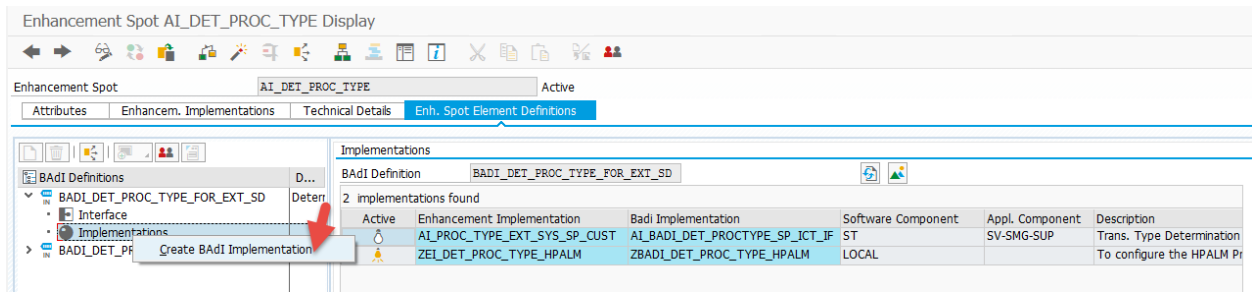 Enhancement Spot AI_DET_PROC_TYPE Display
Enhancement Spot AI_DET_PROC_TYPE Active
Attributes Enhancem. Implementations Technical Details Enh. Spot Element Definitions
BAdI Definitions D...
BADI_DET_PROC_TYPE_FOR_EXT_SD Deterr
Interface
Implementations
Create BAdI Implementation
BADI_DET_PR
Implementations
BAdI Definition BADI_DET_PROC_TYPE_FOR_EXT_SD
2 implementations found
Active Enhancement Implementation Badi Implementation Software Component Appl. Component Description
AI_PROC_TYPE_EXT_SYS_SP_CUST AI_BADI_DET_PROCTYPE_SP_ICT_IF ST SV-SMG-SUP Trans. Type Determination
ZEI_DET_PROC_TYPE_HPALM ZBADI_DET_PROC_TYPE_HPALM LOCAL To configure the HPALM Pr